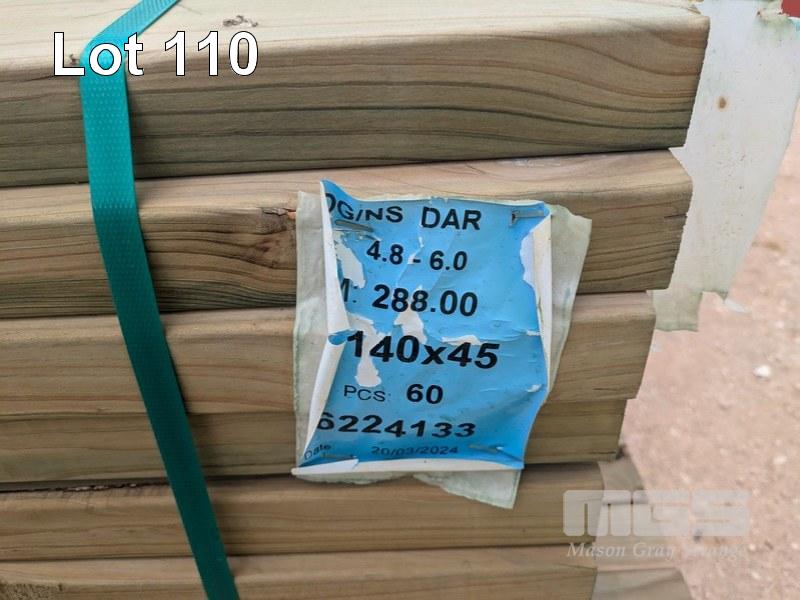 Lot 110
OG/NS DAR
4.8 - 6.0
M: 288.00
140x45
PCS: 60
6224133
Date 20/03/2024
MGS
Mason Gray Strange